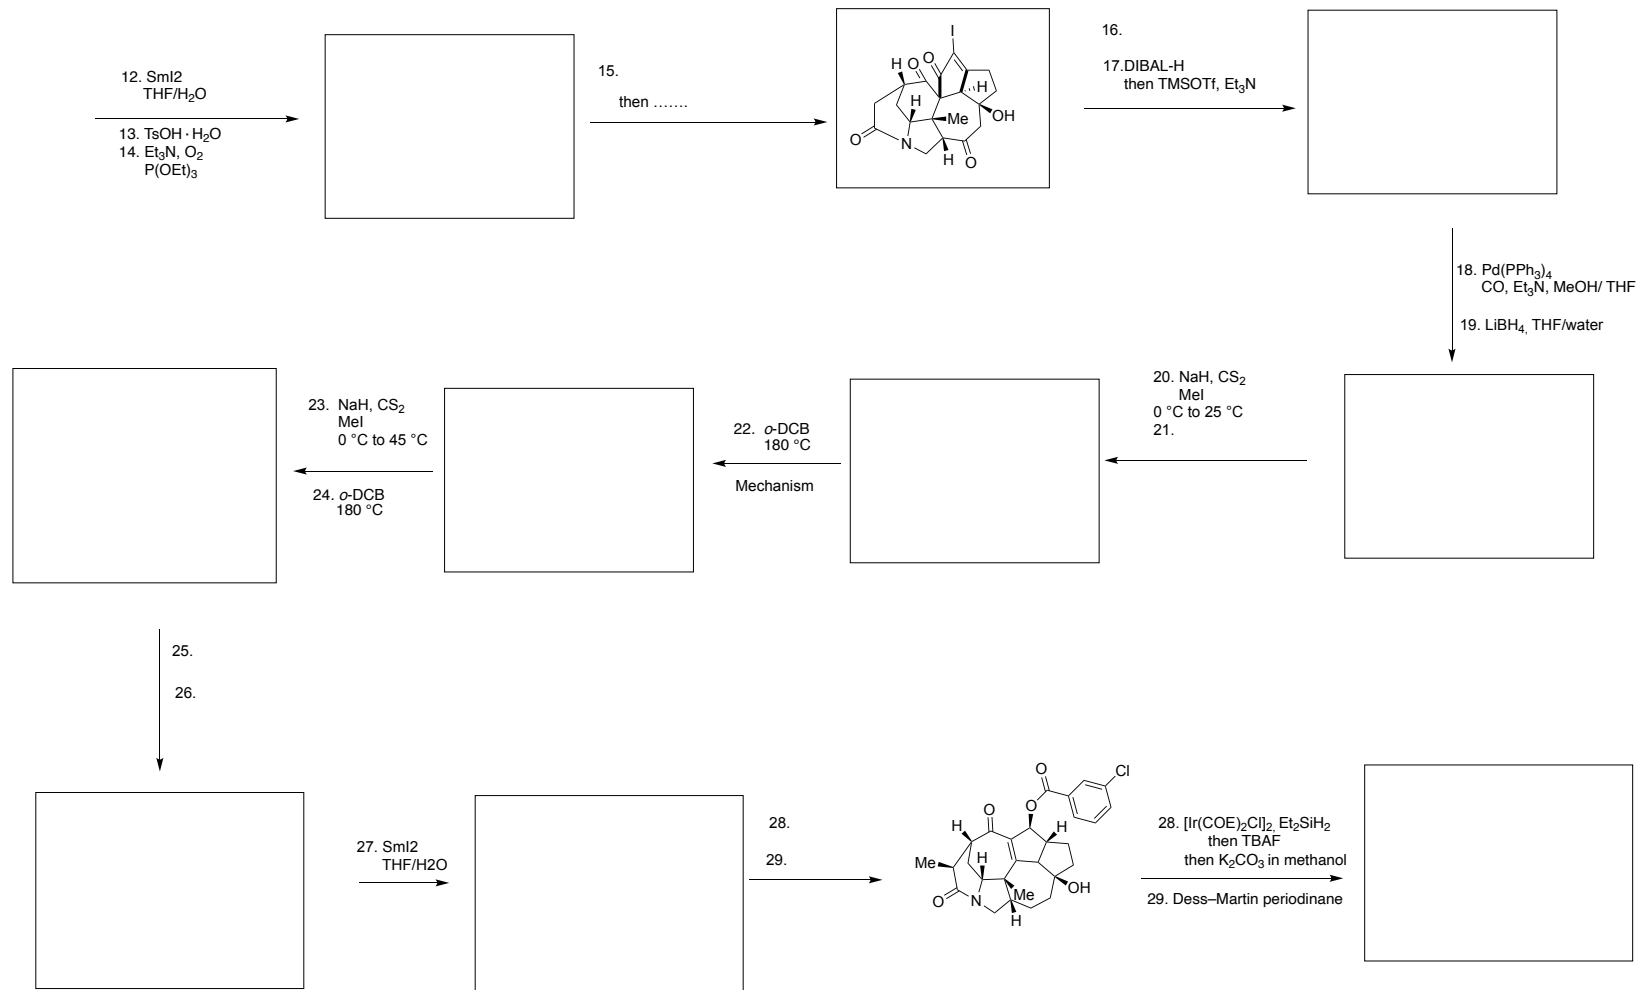 12. SmI2
THF/H2O
13. TsOH · H2O
14. Et3N, O2
P(OEt)3
15.
then .......
I
H
O
O
H
H
Me
OH
O
N
H
O
16.
17.DIBAL-H
then TMSOTf, Et3N
18. Pd(PPh3)4
CO, Et3N, MeOH/ THF
19. LiBH4, THF/water
20. NaH, CS2
MeI
0 °C to 25 °C
21.
22. o-DCB
180 °C
Mechanism
23. NaH, CS2
MeI
0 °C to 45 °C
24. o-DCB
180 °C
25.
26.
27. SmI2
THF/H2O
28.
29.
O
Cl
O
O
H
H
Me
H
O
N
Me
OH
H
28. [Ir(COE)2Cl]2, Et2SiH2
then TBAF
then K2CO3 in methanol
29. Dess–Martin periodinane